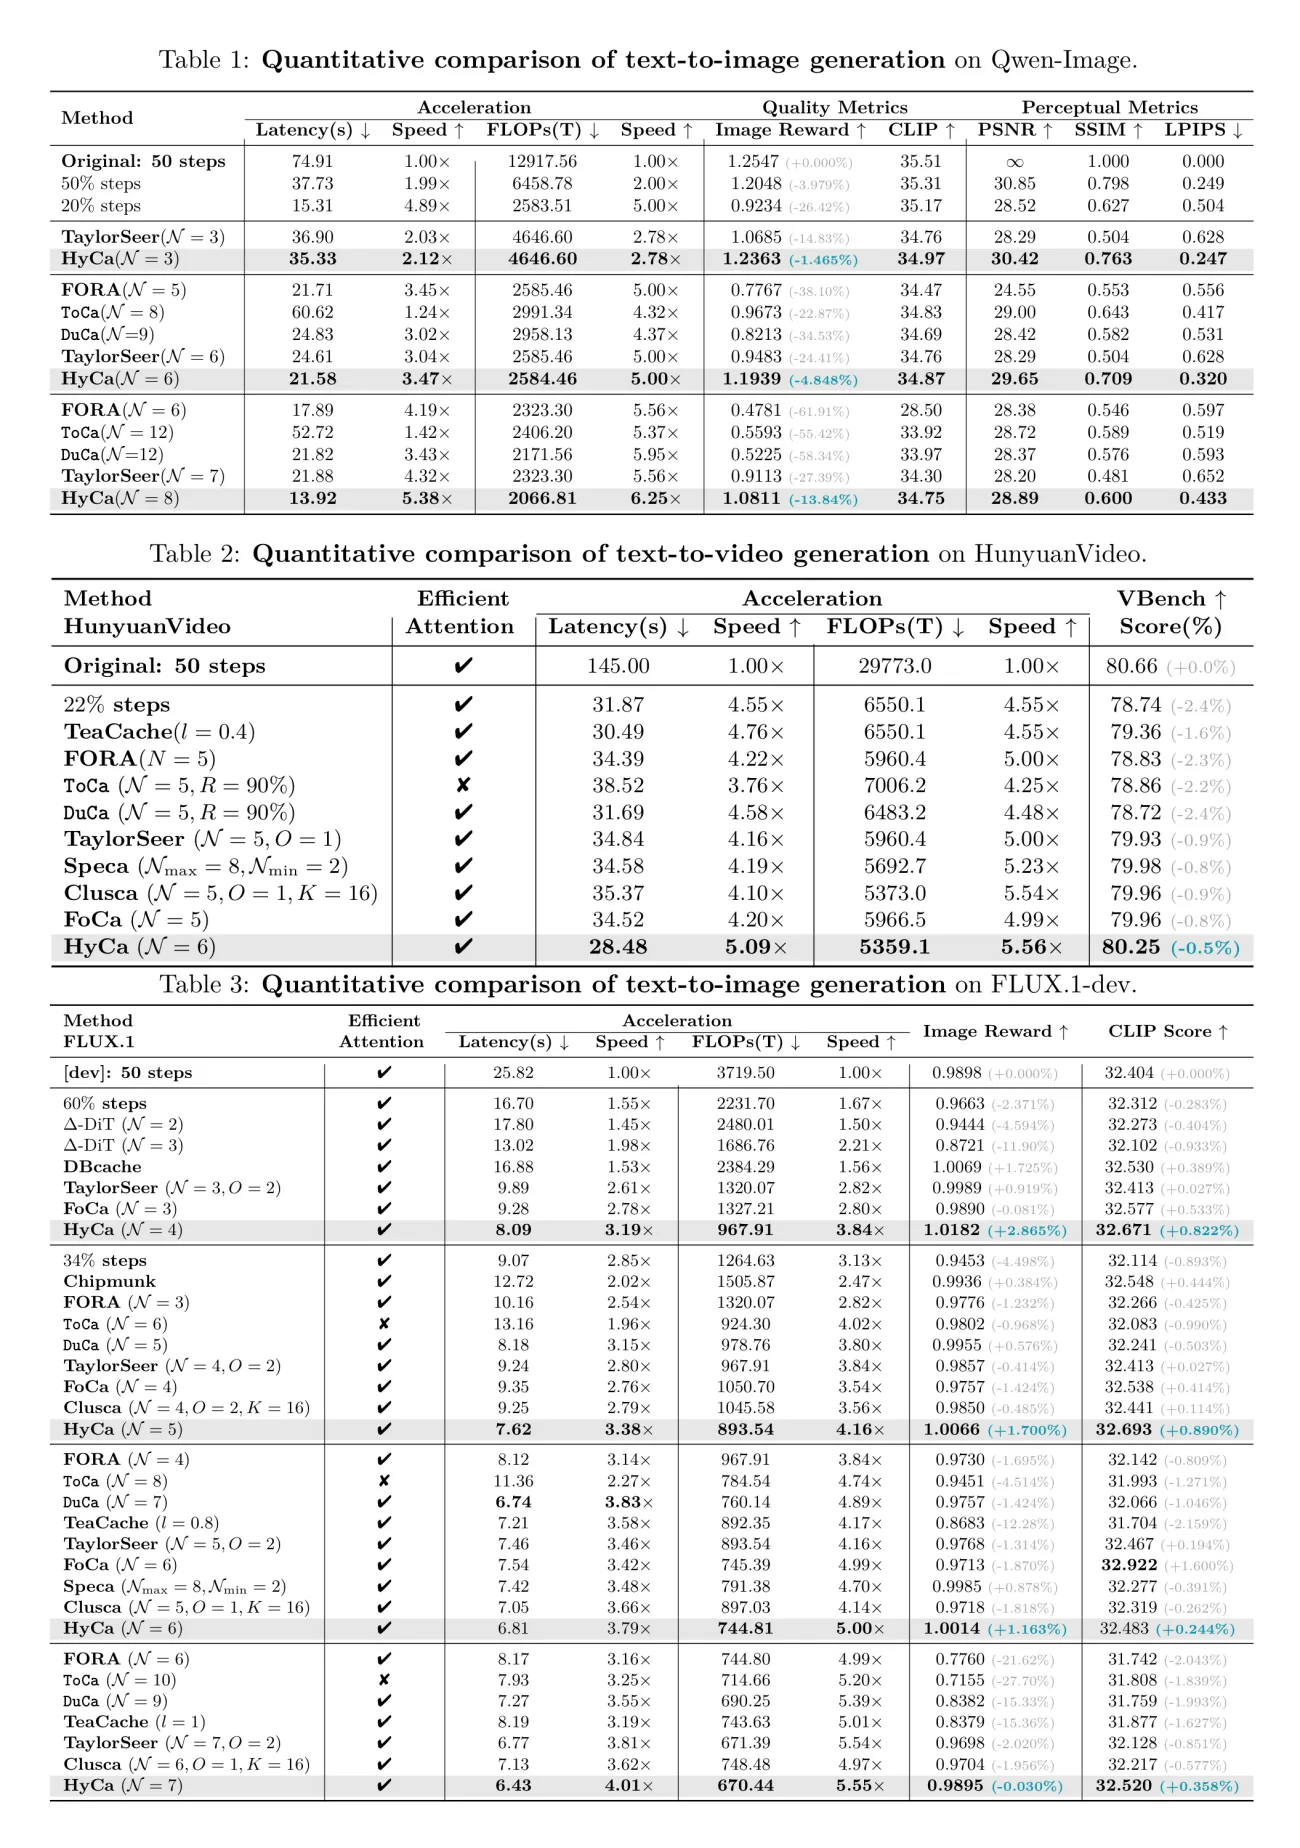 Table 1: Quantitative comparison of text-to-image generation on Qwen-Image.
Method Acceleration Quality Metrics Perceptual Metrics
Latency(s) ↓ Speed ↑ FLOPs(T) ↓ Speed ↑ Image Reward ↑ CLIP ↑ PSNR ↑ SSIM ↑ LPIPS ↓
Original: 50 steps 74.91 1.00× 12917.56 1.00× 1.2547 (+0.000%) 35.51 ∞ 1.000 0.000
50% steps 37.73 1.99× 6458.78 2.00× 1.2048 (-3.979%) 35.31 30.85 0.798 0.249
20% steps 15.31 4.89× 2583.51 5.00× 0.9234 (-26.42%) 35.17 28.52 0.627 0.504
TaylorSeer(N = 3) 36.90 2.03× 4646.60 2.78× 1.0685 (-14.83%) 34.76 28.29 0.504 0.628
HyCa(N = 3) 35.33 2.12× 4646.60 2.78× 1.2363 (-1.465%) 34.97 30.42 0.763 0.247
FORA(N = 5) 21.71 3.45× 2585.46 5.00× 0.7767 (-38.10%) 34.47 24.55 0.553 0.556
ToCa(N = 8) 60.62 1.24× 2991.34 4.32× 0.9673 (-22.87%) 34.83 29.00 0.643 0.417
DuCa(N=9) 24.83 3.02× 2958.13 4.37× 0.8213 (-34.53%) 34.69 28.42 0.582 0.531
TaylorSeer(N = 6) 24.61 3.04× 2585.46 5.00× 0.9483 (-24.41%) 34.76 28.29 0.504 0.628
HyCa(N = 6) 21.58 3.47× 2584.46 5.00× 1.1939 (-4.848%) 34.87 29.65 0.709 0.320
FORA(N = 6) 17.89 4.19× 2323.30 5.56× 0.4781 (-61.91%) 28.50 28.38 0.546 0.597
ToCa(N = 12) 52.72 1.42× 2406.20 5.37× 0.5593 (-55.42%) 33.92 28.72 0.589 0.519
DuCa(N=12) 21.82 3.43× 2171.56 5.95× 0.5225 (-58.34%) 33.97 28.37 0.576 0.593
TaylorSeer(N = 7) 21.88 4.32× 2323.30 5.56× 0.9113 (-27.39%) 34.30 28.20 0.481 0.652
HyCa(N = 8) 13.92 5.38× 2066.81 6.25× 1.0811 (-13.84%) 34.75 28.89 0.600 0.433
Table 2: Quantitative comparison of text-to-video generation on HunyuanVideo.
Method Efficient Acceleration VBench ↑
HunyuanVideo Attention Latency(s) ↓ Speed ↑ FLOPs(T) ↓ Speed ↑ Score(%)
Original: 50 steps ✔ 145.00 1.00× 29773.0 1.00× 80.66 (+0.0%)
22% steps ✔ 31.87 4.55× 6550.1 4.55× 78.74 (-2.4%)
TeaCache(l = 0.4) ✔ 30.49 4.76× 6550.1 4.55× 79.36 (-1.6%)
FORA(N = 5) ✔ 34.39 4.22× 5960.4 5.00× 78.83 (-2.3%)
ToCa (N = 5, R = 90%) ✘ 38.52 3.76× 7006.2 4.25× 78.86 (-2.2%)
DuCa (N = 5, R = 90%) ✔ 31.69 4.58× 6483.2 4.48× 78.72 (-2.4%)
TaylorSeer (N = 5, O = 1) ✔ 34.84 4.16× 5960.4 5.00× 79.93 (-0.9%)
Speca (Nmax = 8, Nmin = 2) ✔ 34.58 4.19× 5692.7 5.23× 79.98 (-0.8%)
Clusca (N = 5, O = 1, K = 16) ✔ 35.37 4.10× 5373.0 5.54× 79.96 (-0.9%)
FoCa (N = 5) ✔ 34.52 4.20× 5966.5 4.99× 79.96 (-0.8%)
HyCa (N = 6) ✔ 28.48 5.09× 5359.1 5.56× 80.25 (-0.5%)
Table 3: Quantitative comparison of text-to-image generation on FLUX.1-dev.
Method Efficient Acceleration Image Reward ↑ CLIP Score ↑
FLUX.1 Attention Latency(s) ↓ Speed ↑ FLOPs(T) ↓ Speed ↑
[dev]: 50 steps ✔ 25.82 1.00× 3719.50 1.00× 0.9898 (+0.000%) 32.404 (+0.000%)
60% steps ✔ 16.70 1.55× 2231.70 1.67× 0.9663 (-2.371%) 32.312 (-0.283%)
Δ-DiT (N = 2) ✔ 17.80 1.45× 2480.01 1.50× 0.9444 (-4.594%) 32.273 (-0.404%)
Δ-DiT (N = 3) ✔ 13.02 1.98× 1686.76 2.21× 0.8721 (-11.90%) 32.102 (-0.933%)
DBcache ✔ 16.88 1.53× 2384.29 1.56× 1.0069 (+1.725%) 32.530 (+0.389%)
TaylorSeer (N = 3, O = 2) ✔ 9.89 2.61× 1320.07 2.82× 0.9989 (+0.919%) 32.413 (+0.027%)
FoCa (N = 3) ✔ 9.28 2.78× 1327.21 2.80× 0.9890 (-0.081%) 32.577 (+0.533%)
HyCa (N = 4) ✔ 8.09 3.19× 967.91 3.84× 1.0182 (+2.865%) 32.671 (+0.822%)
34% steps ✔ 9.07 2.85× 1264.63 3.13× 0.9453 (-4.498%) 32.114 (-0.893%)
Chipmunk ✔ 12.72 2.02× 1505.87 2.47× 0.9936 (+0.384%) 32.548 (+0.444%)
FORA (N = 3) ✔ 10.16 2.54× 1320.07 2.82× 0.9776 (-1.232%) 32.266 (-0.425%)
ToCa (N = 6) ✘ 13.16 1.96× 924.30 4.02× 0.9802 (-0.968%) 32.083 (-0.990%)
DuCa (N = 5) ✔ 8.18 3.15× 978.76 3.80× 0.9955 (+0.576%) 32.241 (-0.503%)
TaylorSeer (N = 4, O = 2) ✔ 9.24 2.80× 967.91 3.84× 0.9857 (-0.414%) 32.413 (+0.027%)
FoCa (N = 4) ✔ 9.35 2.76× 1050.70 3.54× 0.9757 (-1.424%) 32.538 (+0.414%)
Clusca (N = 4, O = 2, K = 16) ✔ 9.25 2.79× 1045.58 3.56× 0.9850 (-0.485%) 32.441 (+0.114%)
HyCa (N = 5) ✔ 7.62 3.38× 893.54 4.16× 1.0066 (+1.700%) 32.693 (+0.890%)
FORA (N = 4) ✔ 8.12 3.14× 967.91 3.84× 0.9730 (-1.695%) 32.142 (-0.809%)
ToCa (N = 8) ✘ 11.36 2.27× 784.54 4.74× 0.9451 (-4.514%) 31.993 (-1.271%)
DuCa (N = 7) ✔ 6.74 3.83× 760.14 4.89× 0.9757 (-1.424%) 32.066 (-1.046%)
TeaCache (l = 0.8) ✔ 7.21 3.58× 892.35 4.17× 0.8683 (-12.28%) 31.704 (-2.159%)
TaylorSeer (N = 5, O = 2) ✔ 7.46 3.46× 893.54 4.16× 0.9768 (-1.314%) 32.467 (+0.194%)
FoCa (N = 6) ✔ 7.54 3.42× 745.39 4.99× 0.9713 (-1.870%) 32.922 (+1.600%)
Speca (Nmax = 8, Nmin = 2) ✔ 7.42 3.48× 791.38 4.70× 0.9985 (+0.878%) 32.277 (-0.391%)
Clusca (N = 5, O = 1, K = 16) ✔ 7.05 3.66× 897.03 4.14× 0.9718 (-1.818%) 32.319 (-0.262%)
HyCa (N = 6) ✔ 6.81 3.79× 744.81 5.00× 1.0014 (+1.163%) 32.483 (+0.244%)
FORA (N = 6) ✔ 8.17 3.16× 744.80 4.99× 0.7760 (-21.62%) 31.742 (-2.043%)
ToCa (N = 10) ✘ 7.93 3.25× 714.66 5.20× 0.7155 (-27.70%) 31.808 (-1.839%)
DuCa (N = 9) ✔ 7.27 3.55× 690.25 5.39× 0.8382 (-15.33%) 31.759 (-1.993%)
TeaCache (l = 1) ✔ 8.19 3.19× 743.63 5.01× 0.8379 (-15.36%) 31.877 (-1.627%)
TaylorSeer (N = 7, O = 2) ✔ 6.77 3.81× 671.39 5.54× 0.9698 (-2.020%) 32.128 (-0.851%)
Clusca (N = 6, O = 1, K = 16) ✔ 7.13 3.62× 748.48 4.97× 0.9704 (-1.956%) 32.217 (-0.577%)
HyCa (N = 7) ✔ 6.43 4.01× 670.44 5.55× 0.9895 (-0.030%) 32.520 (+0.358%)